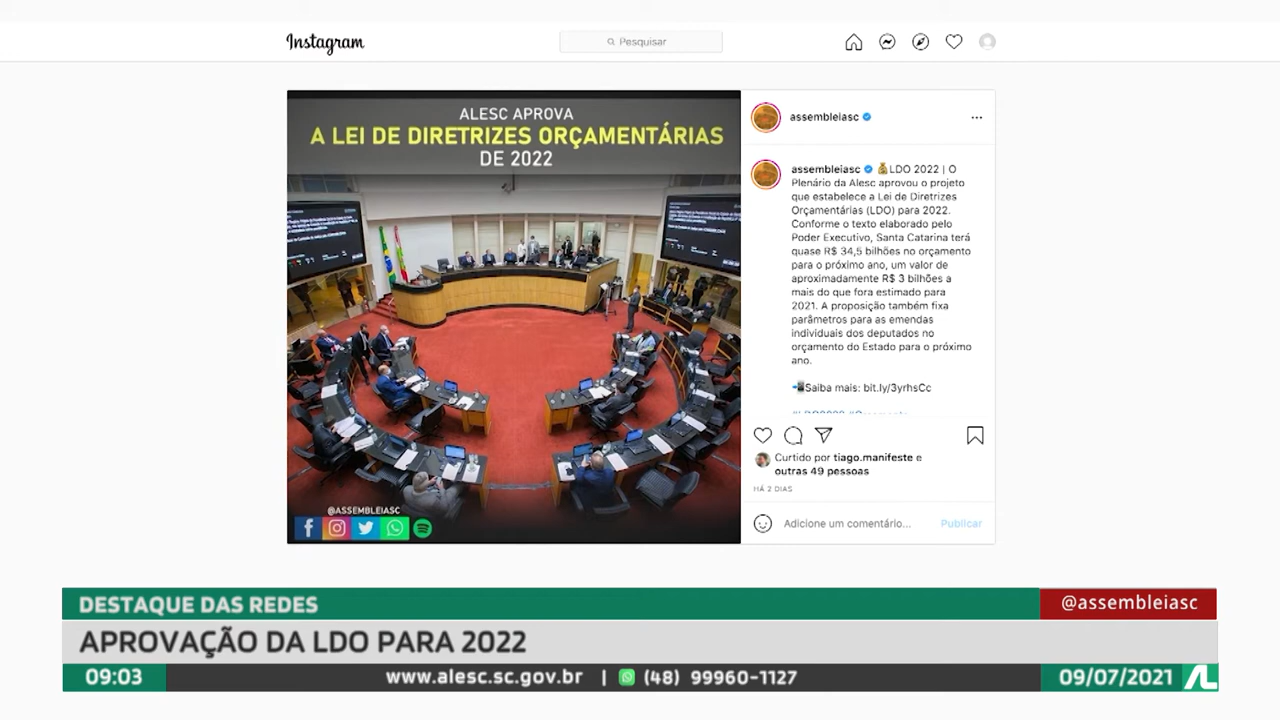 Instagram
Pesquisar
ALESC APROVA
A LEI DE DIRETRIZES ORÇAMENTÁRIAS
DE 2022
@ASSEMBLEIASC
assembleiasc
assembleiasc 💰LDO 2022 | O
Plenário da Alesc aprovou o projeto
que estabelece a Lei de Diretrizes
Orçamentárias (LDO) para 2022.
Conforme o texto elaborado pelo
Poder Executivo, Santa Catarina terá
quase R$ 34,5 bilhões no orçamento
para o próximo ano, um valor de
aproximadamente R$ 3 bilhões a
mais do que fora estimado para
2021. A proposição também fixa
parâmetros para as emendas
individuais dos deputados no
orçamento do Estado para o próximo
ano.
📲Saiba mais: bit.ly/3yrhsCc
Curtido por tiago.manifeste e
outras 49 pessoas
HÁ 2 DIAS
Adicione um comentário... Publicar
DESTAQUE DAS REDES
@assembleiasc
APROVAÇÃO DA LDO PARA 2022
09:03
www.alesc.sc.gov.br | (48) 99960-1127
09/07/2021
AL